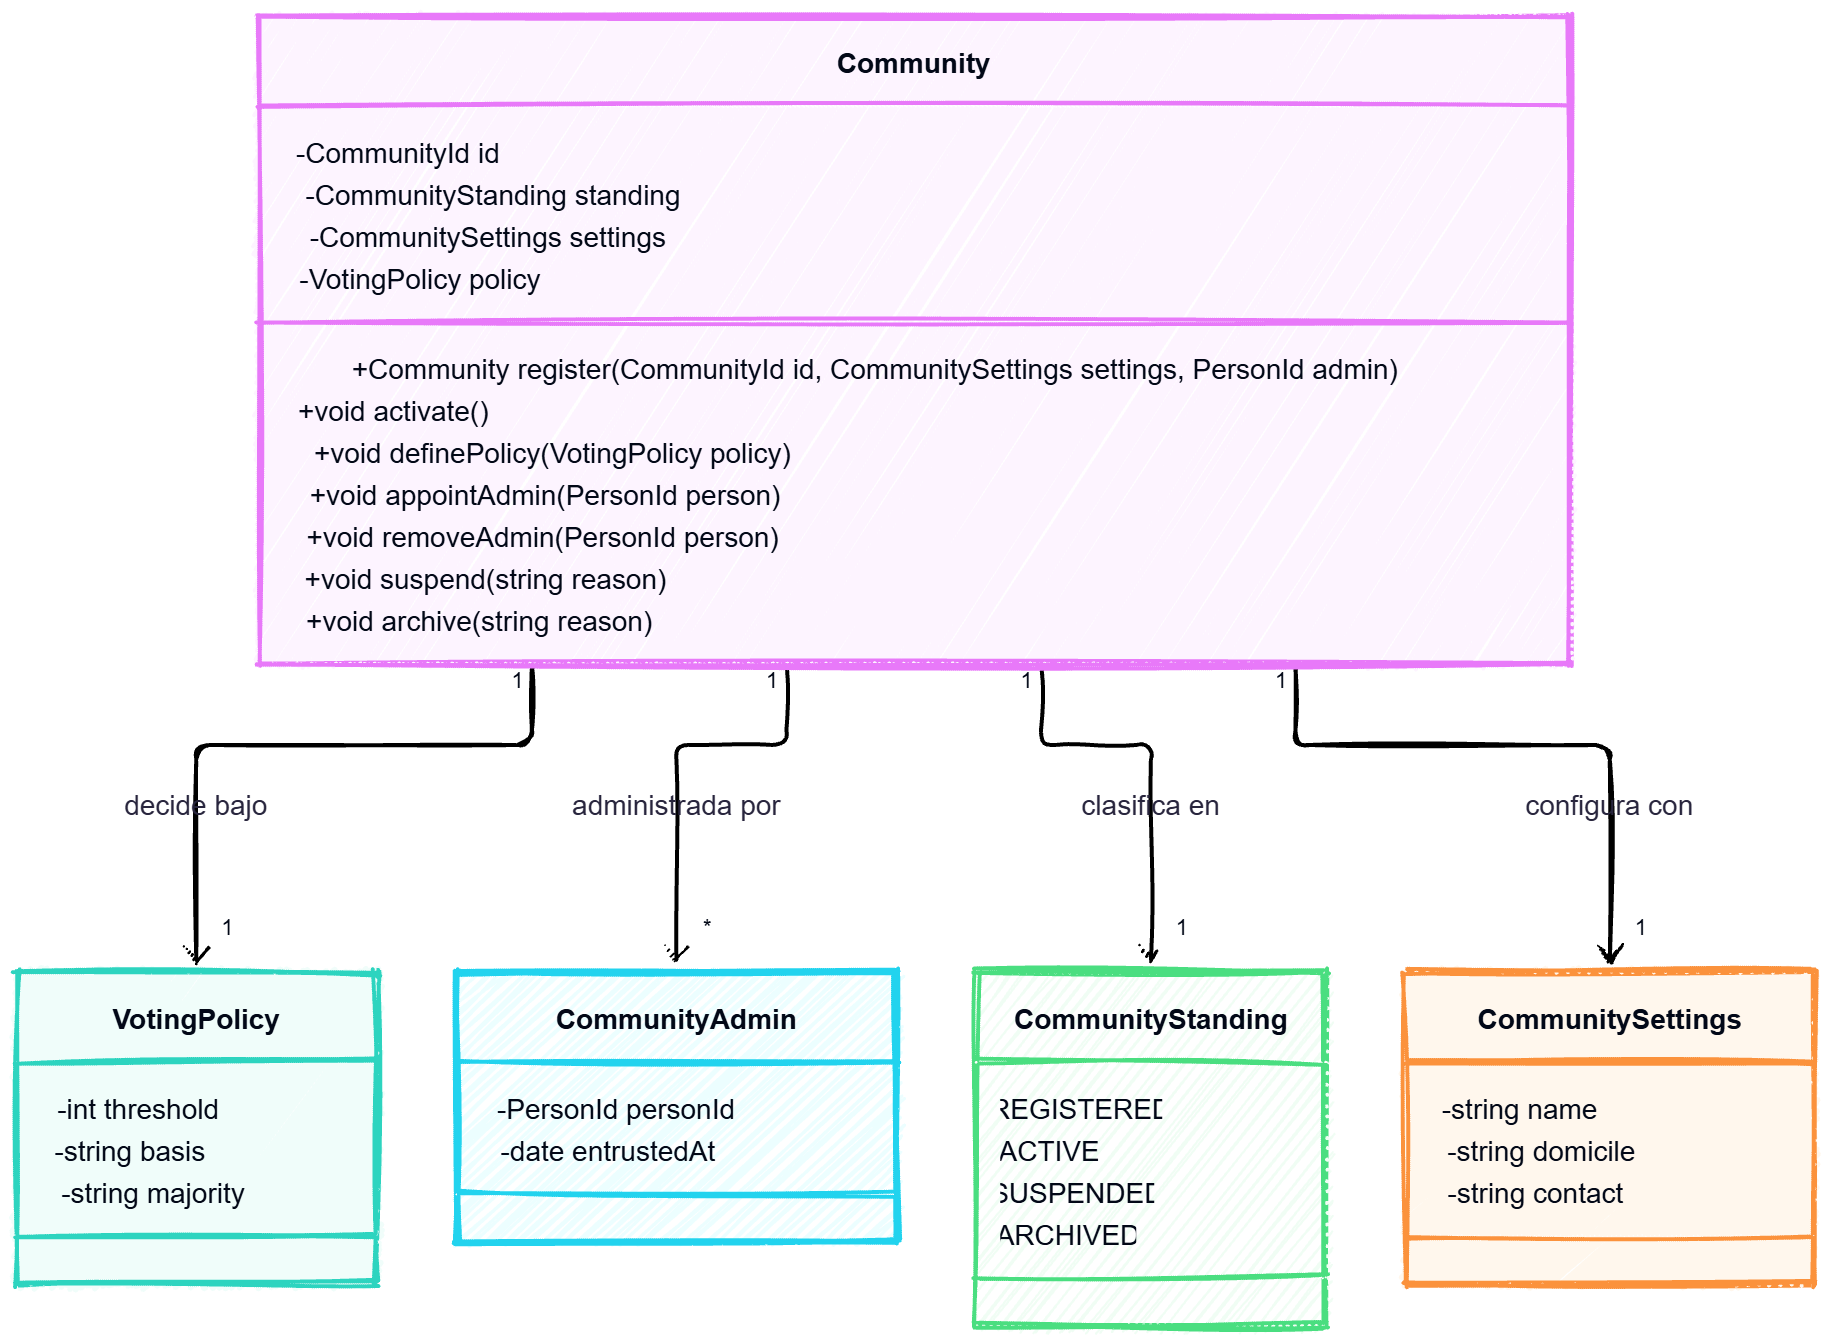 Community
-CommunityId id
-CommunityStanding standing
-CommunitySettings settings
-VotingPolicy policy
+Community register(CommunityId id, CommunitySettings settings, PersonId admin)
+void activate()
+void definePolicy(VotingPolicy policy)
+void appointAdmin(PersonId person)
+void removeAdmin(PersonId person)
+void suspend(string reason)
+void archive(string reason)
1
1
1
1
decide bajo
administrada por
clasifica en
configura con
1
*
1
1
VotingPolicy
-int threshold
-string basis
-string majority
CommunityAdmin
-PersonId personId
-date entrustedAt
CommunityStanding
REGISTERED
ACTIVE
SUSPENDED
ARCHIVED
CommunitySettings
-string name
-string domicile
-string contact